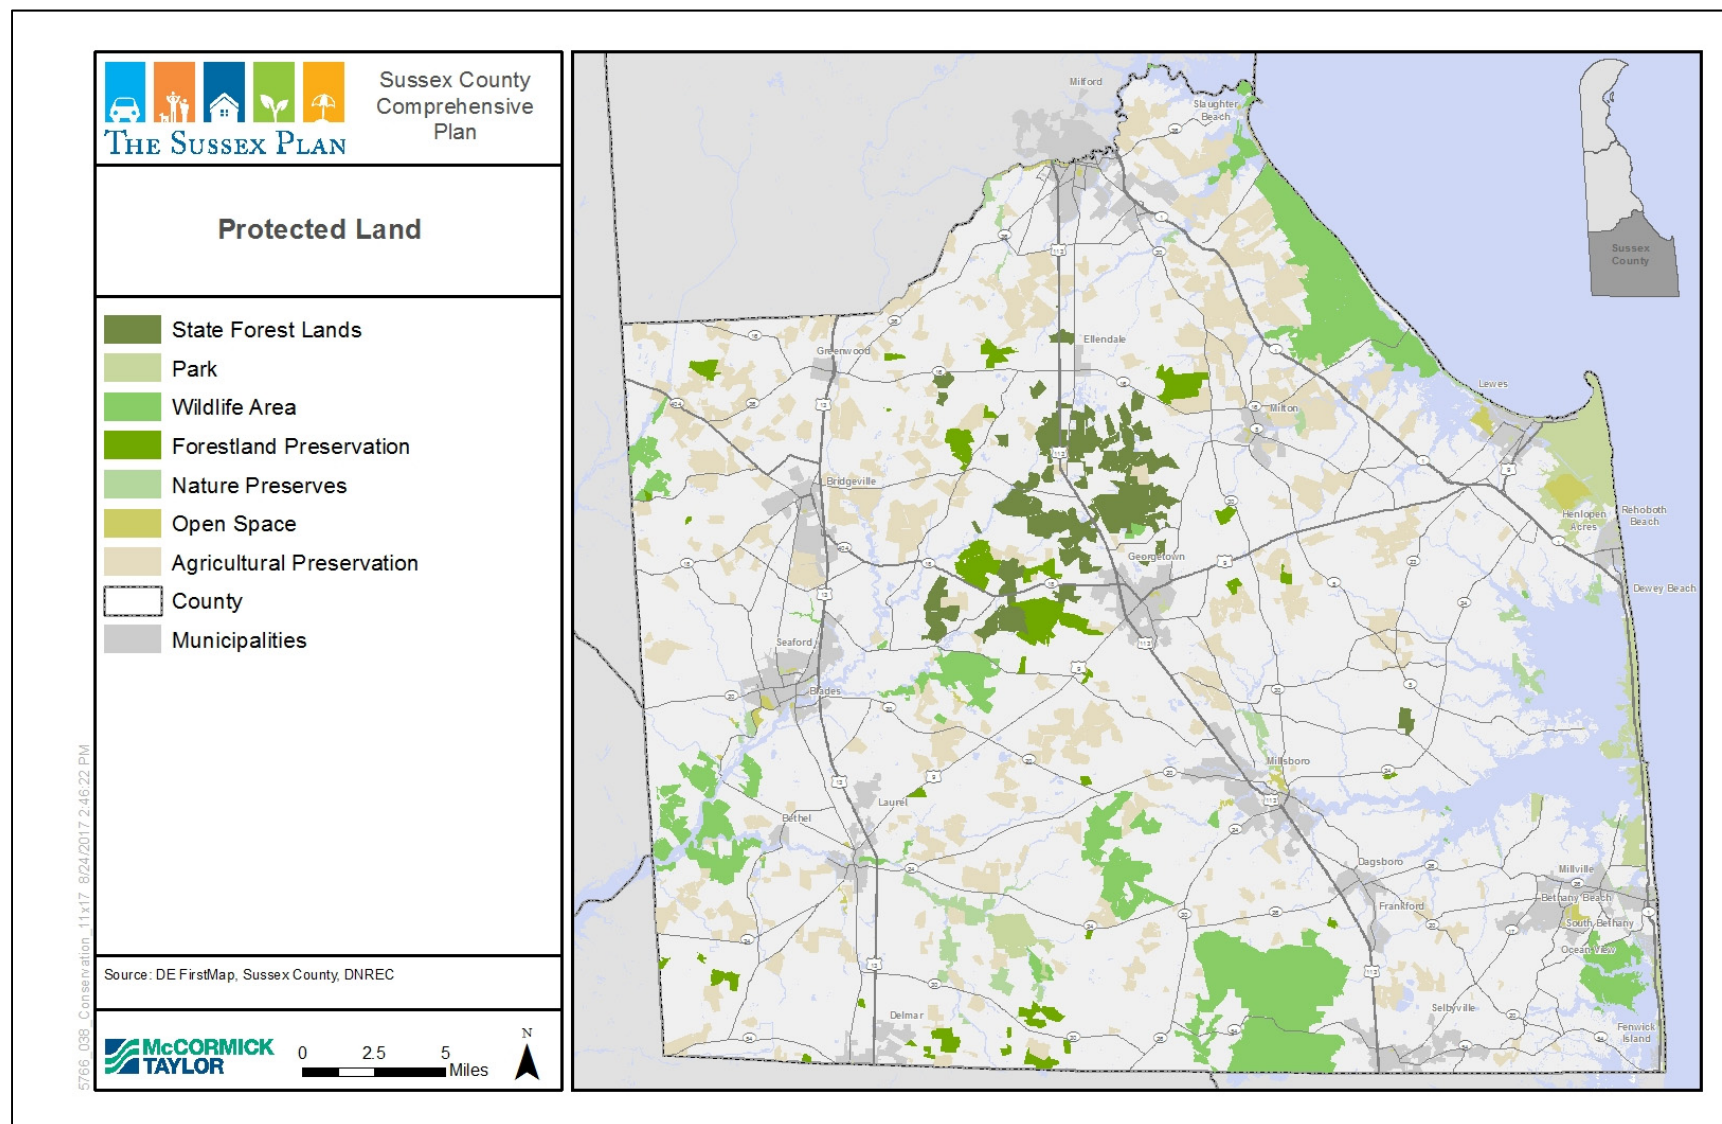 THE SUSSEX PLAN
Sussex County
Comprehensive
Plan
Protected Land
State Forest Lands
Park
Wildlife Area
Forestland Preservation
Nature Preserves
Open Space
Agricultural Preservation
County
Municipalities
Source: DE FirstMap, Sussex County, DNREC
McCORMICK
TAYLOR
0 2.5 5
Miles
N
5766_038_Conservation_11x17 8/24/2017 2:46:22 PM
Milford
Slaughter
Beach
Sussex
County
Ellendale
Greenwood
Lewes
Milton
Bridgeville
Henlopen
Acres
Rehoboth
Beach
Georgetown
Dewey Beach
Seaford
Blades
Millsboro
Laurel
Bethel
Dagsboro
Millville
Bethany Beach
Frankford
South Bethany
Ocean View
Selbyville
Delmar
Fenwick
Island